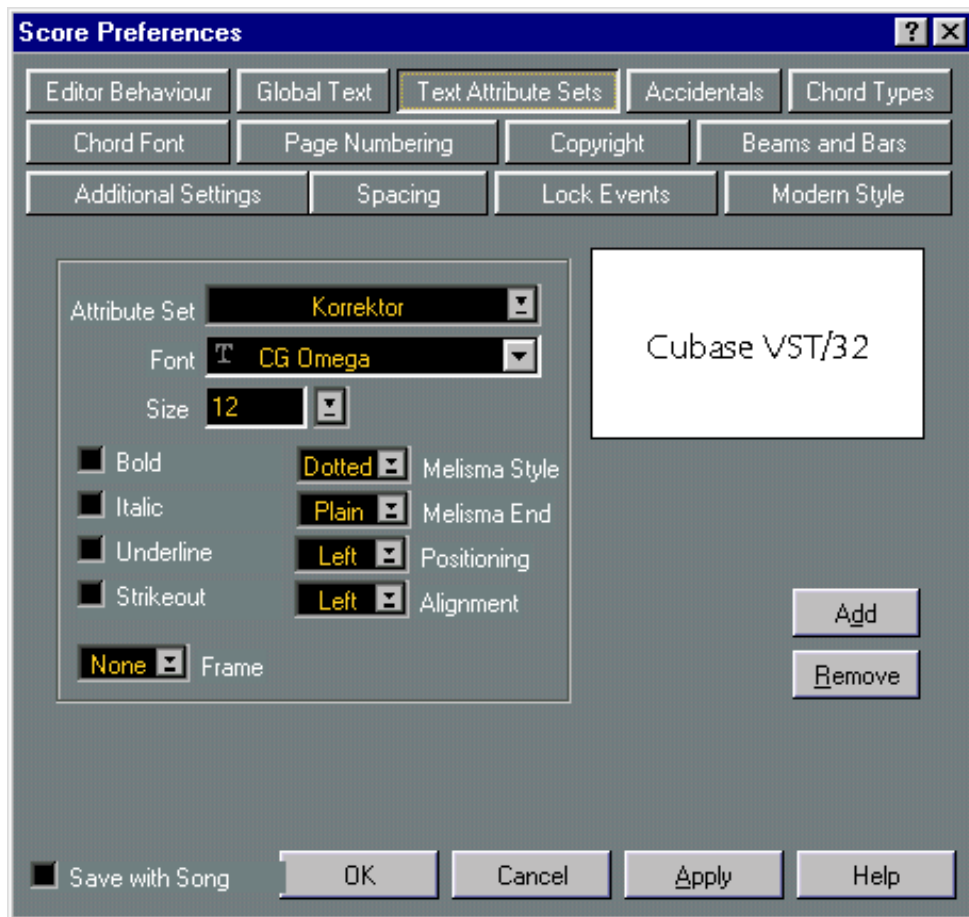 Score Preferences ? X
Editor Behaviour Global Text Text Attribute Sets Accidentals Chord Types
Chord Font Page Numbering Copyright Beams and Bars
Additional Settings Spacing Lock Events Modern Style
Attribute Set Korrektor
Cubase VST/32
Font T CG Omega
Size 12
Bold Dotted Melisma Style
Italic Plain Melisma End
Underline Left Positioning
Strikeout Left Alignment
Add
None Frame
Remove
Save with Song OK Cancel Apply Help